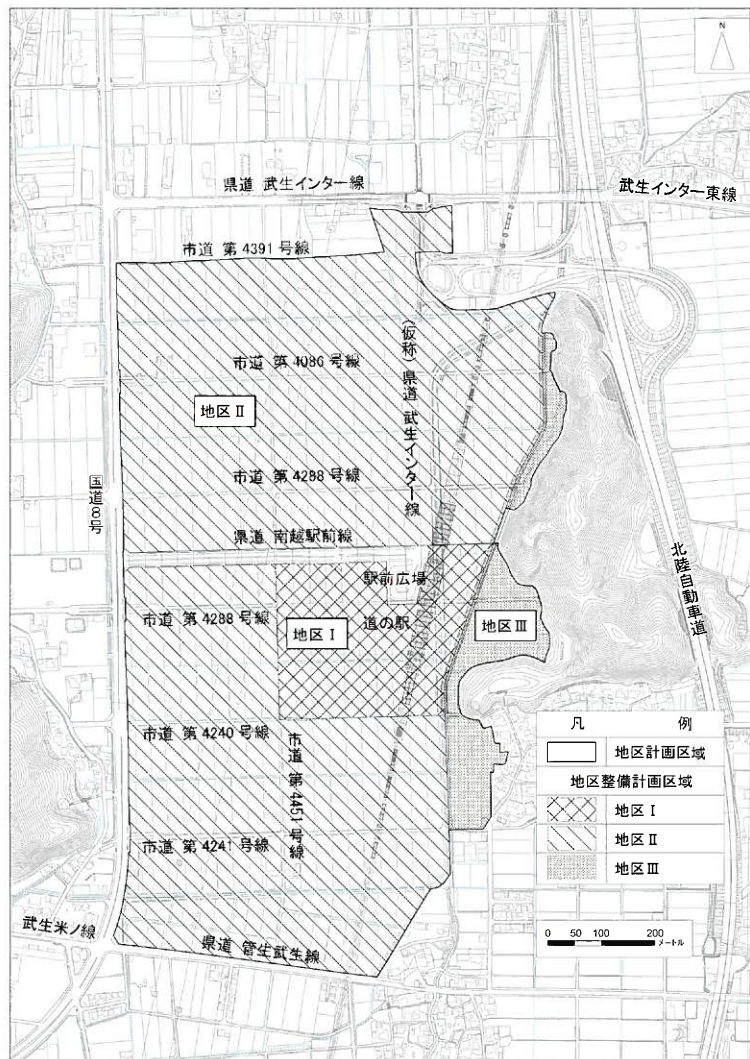 N
県道 武生インター線
武生インター東線
市道 第4391号線
(仮称)県道 武生インター線
市道 第4086号線
地区Ⅱ
市道 第4288号線
国道8号
県道 南越駅前線
駅前広場
市道 第4288号線
地区Ⅰ
道の駅
地区Ⅲ
北陸自動車道
市道 第4240号線
市道 第4451号線
市道 第4241号線
武生米ノ線
県道 菅生武生線
凡 例
地区計画区域
地区整備計画区域
地区Ⅰ
地区Ⅱ
地区Ⅲ
0 50 100 200
メートル